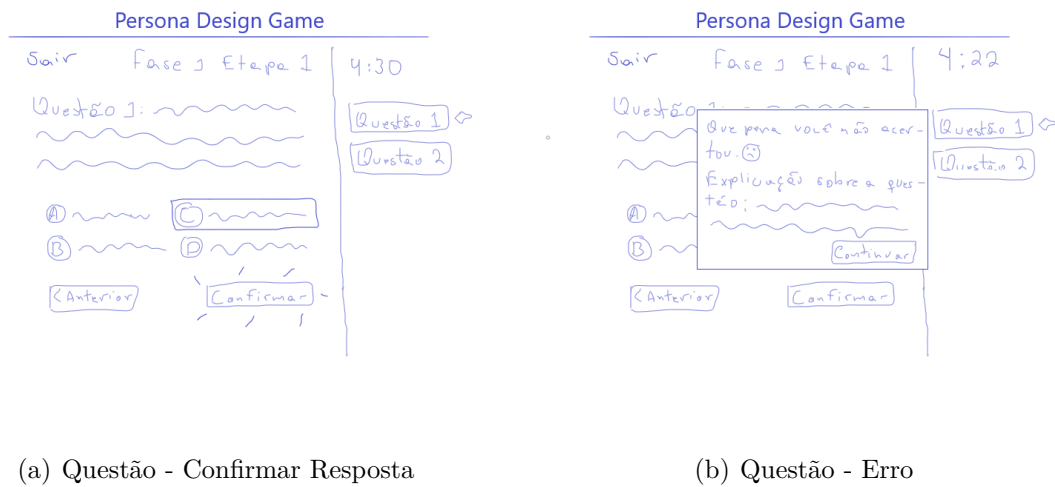 Persona Design Game
Sair Fase 1 Etapa 1 4:30
Questão 1:
Questão 1
Questão 2
A C
B D
<Anterior Confirmar
(a) Questão - Confirmar Resposta
Persona Design Game
Sair Fase 1 Etapa 1 4:22
Questão 1:
Questão 1
Questão 2
Que pena você não acer-
tou.
Explicação sobre a ques-
tão:
Continuar
A
B
<Anterior Confirmar
(b) Questão - Erro